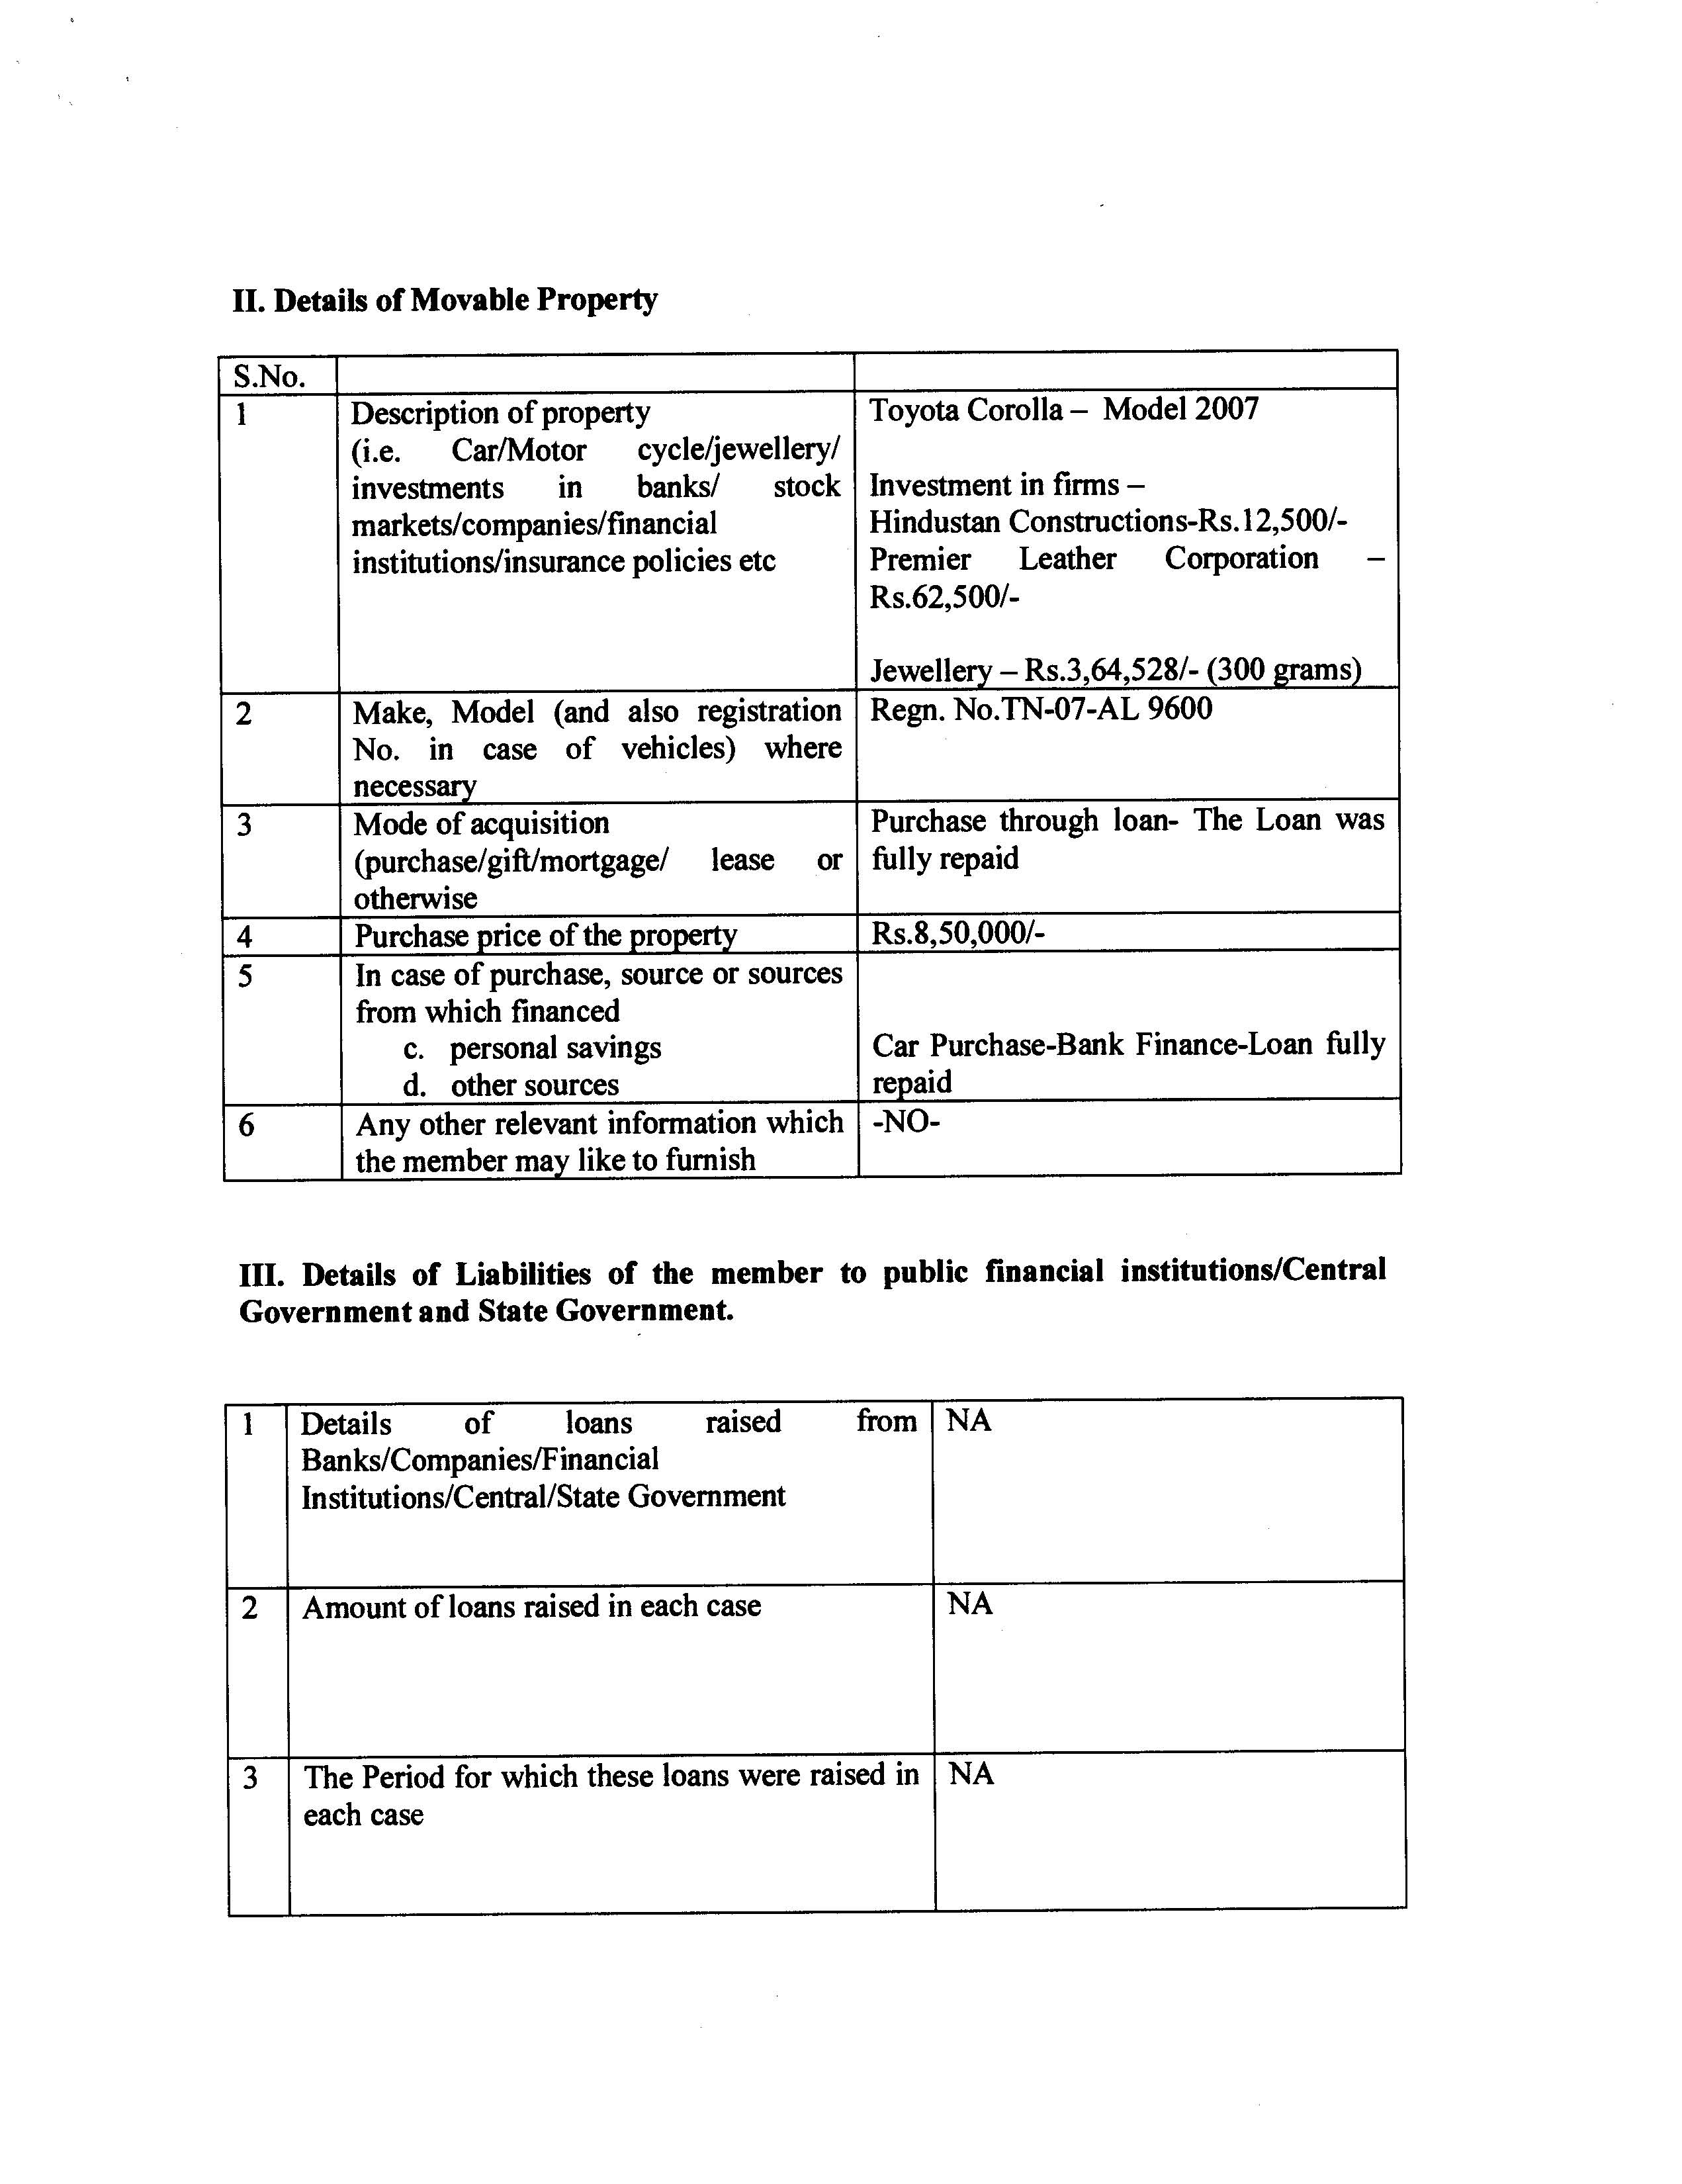 II. Details of Movable Property
S.No.
1
Description of property
(i.e. Car/Motor cycle/jewellery/
investments in banks/ stock
markets/companies/financial
institutions/insurance policies etc
Toyota Corolla – Model 2007
Investment in firms –
Hindustan Constructions-Rs.12,500/-
Premier Leather Corporation –
Rs.62,500/-
Jewellery – Rs.3,64,528/- (300 grams)
2
Make, Model (and also registration
No. in case of vehicles) where
necessary
Regn. No.TN-07-AL 9600
3
Mode of acquisition
(purchase/gift/mortgage/ lease or
otherwise
Purchase through loan- The Loan was
fully repaid
4
Purchase price of the property
Rs.8,50,000/-
5
In case of purchase, source or sources
from which financed
c. personal savings
d. other sources
Car Purchase-Bank Finance-Loan fully
repaid
6
Any other relevant information which
the member may like to furnish
-NO-
III. Details of Liabilities of the member to public financial institutions/Central
Government and State Government.
1
Details of loans raised from
Banks/Companies/Financial
Institutions/Central/State Government
NA
2
Amount of loans raised in each case
NA
3
The Period for which these loans were raised in
each case
NA